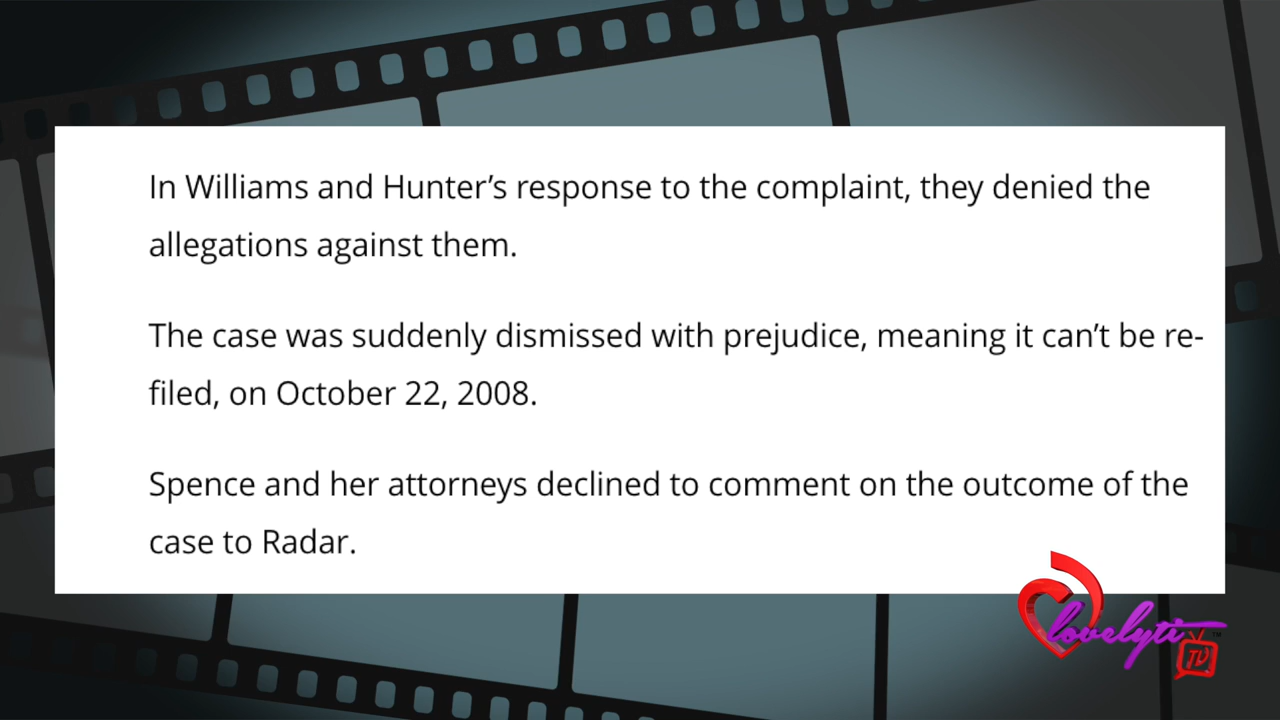 In Williams and Hunter’s response to the complaint, they denied the
allegations against them.
The case was suddenly dismissed with prejudice, meaning it can’t be re-
filed, on October 22, 2008.
Spence and her attorneys declined to comment on the outcome of the
case to Radar.
lovelyti
TV
™